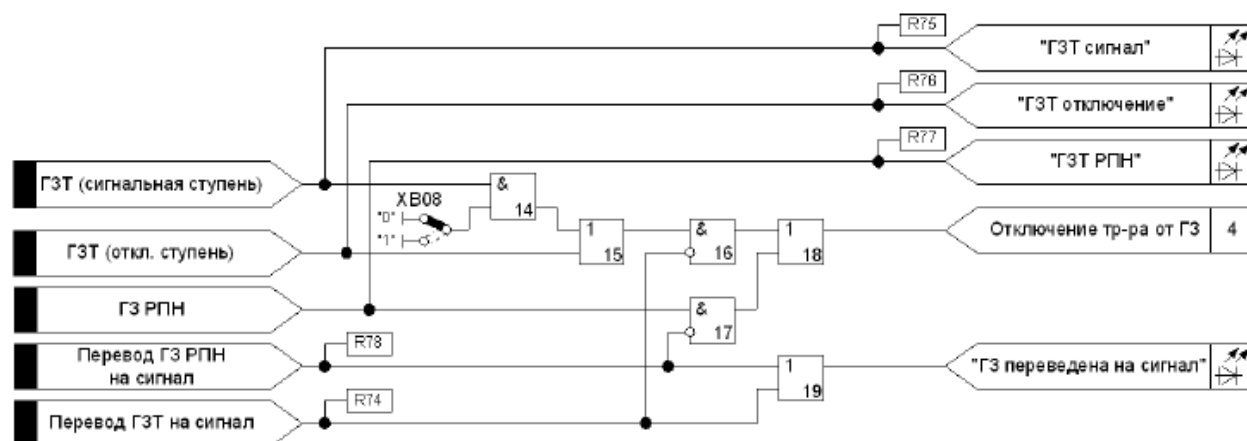 R75
"ГЗТ сигнал"
R76
"ГЗТ отключение"
R77
"ГЗТ РПН"
ГЗТ (сигнальная ступень)
XB08
"0"
"1"
&
14
ГЗТ (откл. ступень)
1
15
&
16
1
18
Отключение тр-ра от ГЗ
4
ГЗ РПН
&
17
Перевод ГЗ РПН
на сигнал
R78
1
19
"ГЗ переведена на сигнал"
Перевод ГЗТ на сигнал
R74